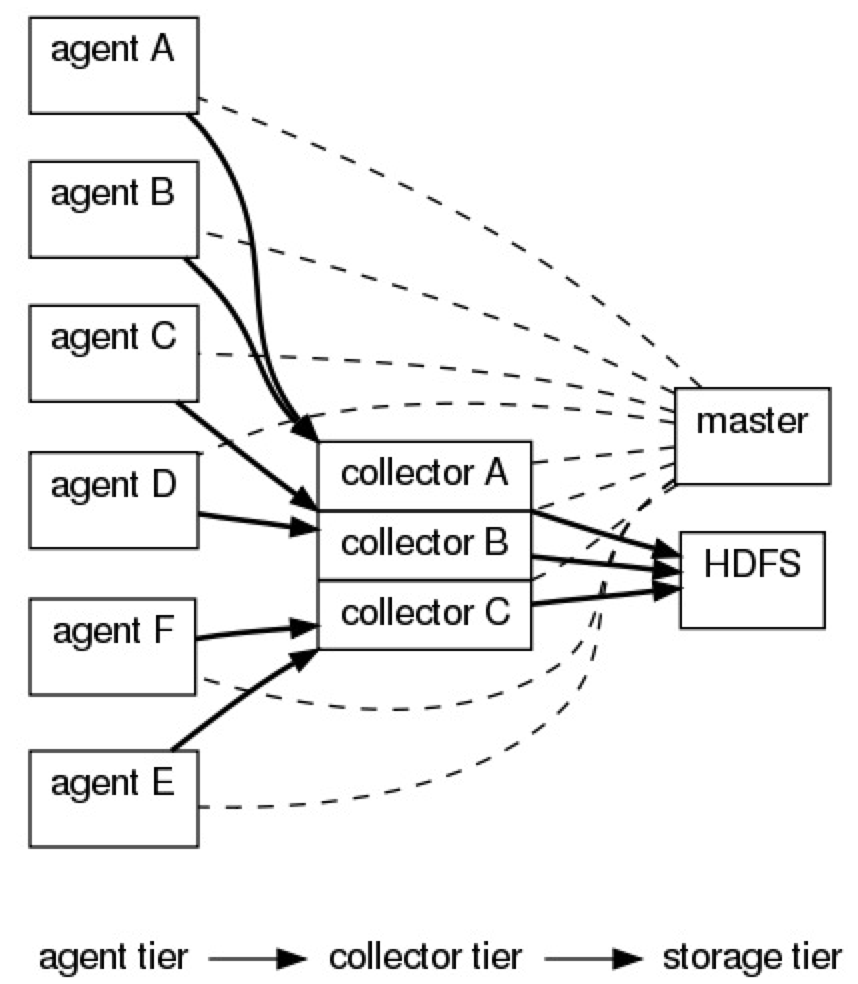 agent A
agent B
agent C
agent D
agent F
agent E
collector A
collector B
collector C
master
HDFS
agent tier collector tier storage tier